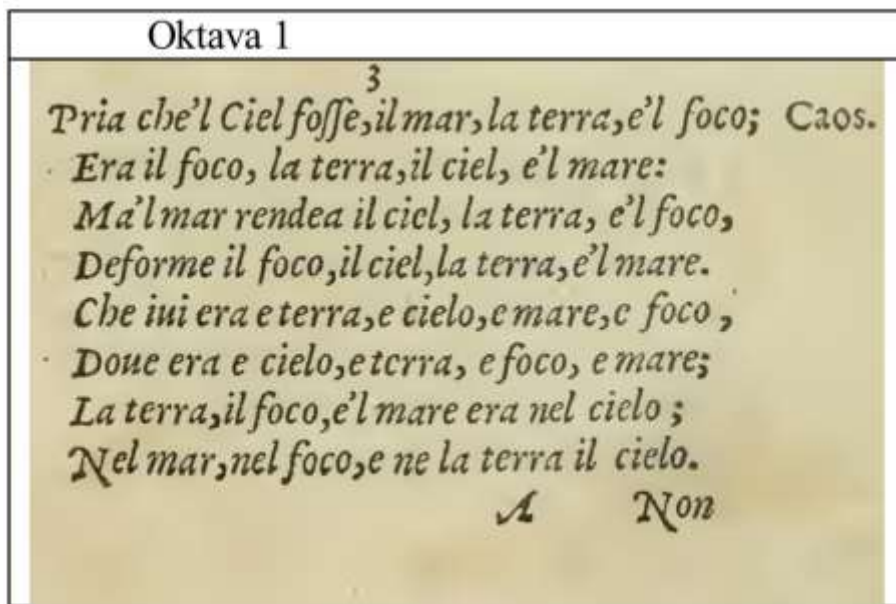 Oktava 1
3
Pria che'l Ciel fosse, il mar, la terra, e'l foco; Caos.
Era il foco, la terra, il ciel, e'l mare:
Ma'l mar rendea il ciel, la terra, e'l foco,
Deforme il foco, il ciel, la terra, e'l mare.
Che iui era e terra, e cielo, e mare, e foco,
Doue era e cielo, e terra, e foco, e mare;
La terra, il foco, e'l mare era nel cielo;
Nel mar, nel foco, e ne la terra il cielo.
A Non